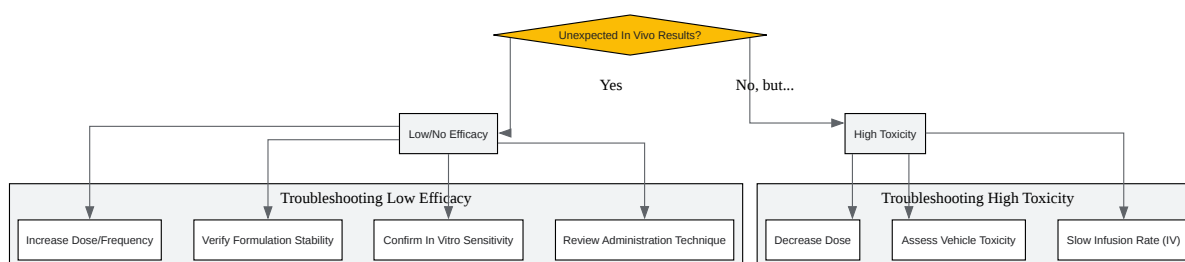 Unexpected In Vivo Results?
Yes
No, but...
Low/No Efficacy
High Toxicity
Troubleshooting Low Efficacy
Troubleshooting High Toxicity
Increase Dose/Frequency
Verify Formulation Stability
Confirm In Vitro Sensitivity
Review Administration Technique
Decrease Dose
Assess Vehicle Toxicity
Slow Infusion Rate (IV)